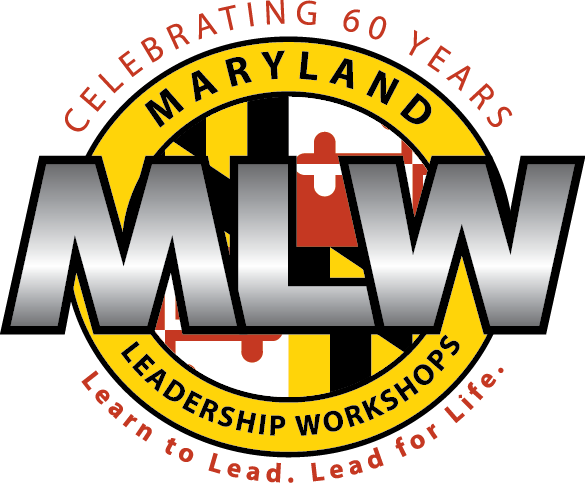 CELEBRATING 60 YEARS
MARYLAND
MLW
LEADERSHIP WORKSHOPS
Learn to Lead. Lead for Life.